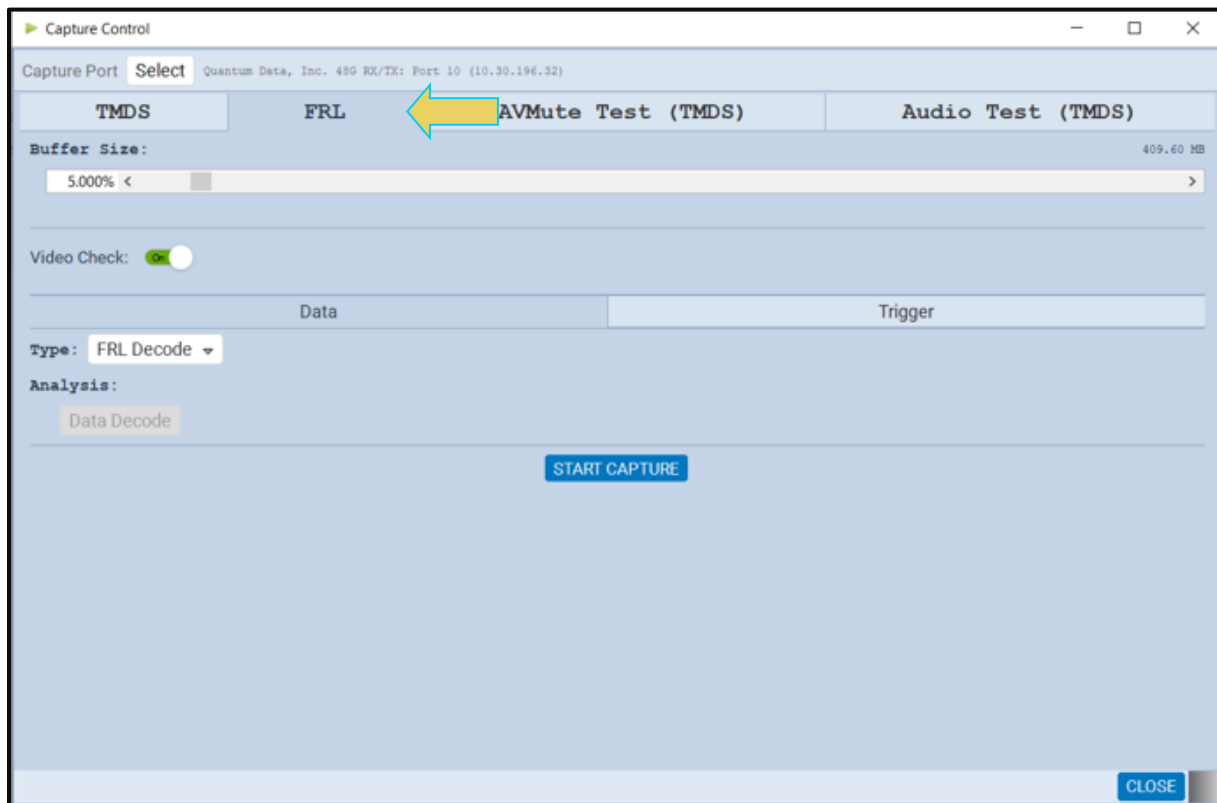 Capture Control
Capture Port Select Quantum Data, Inc. 48G RX/TX: Port 10 (10.30.196.32)
TMDS FRL AVMute Test (TMDS) Audio Test (TMDS)
Buffer Size: 409.60 MB
5.000% < >
Video Check: On
Data Trigger
Type: FRL Decode
Analysis:
Data Decode
START CAPTURE
CLOSE